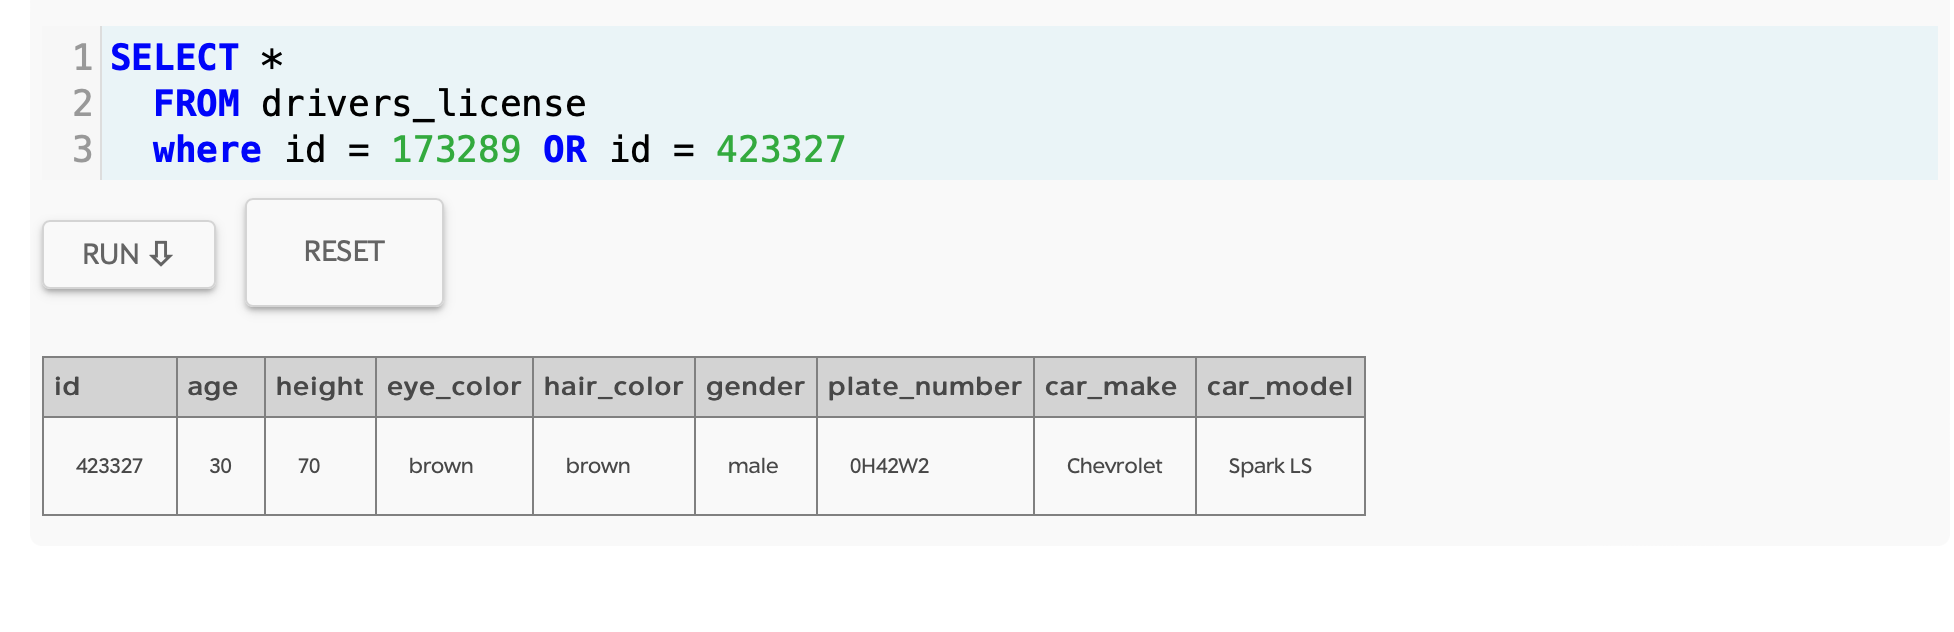 1 SELECT *
2 FROM drivers_license
3 where id = 173289 OR id = 423327
RUN ⇩ RESET
id age height eye_color hair_color gender plate_number car_make car_model
423327 30 70 brown brown male 0H42W2 Chevrolet Spark LS